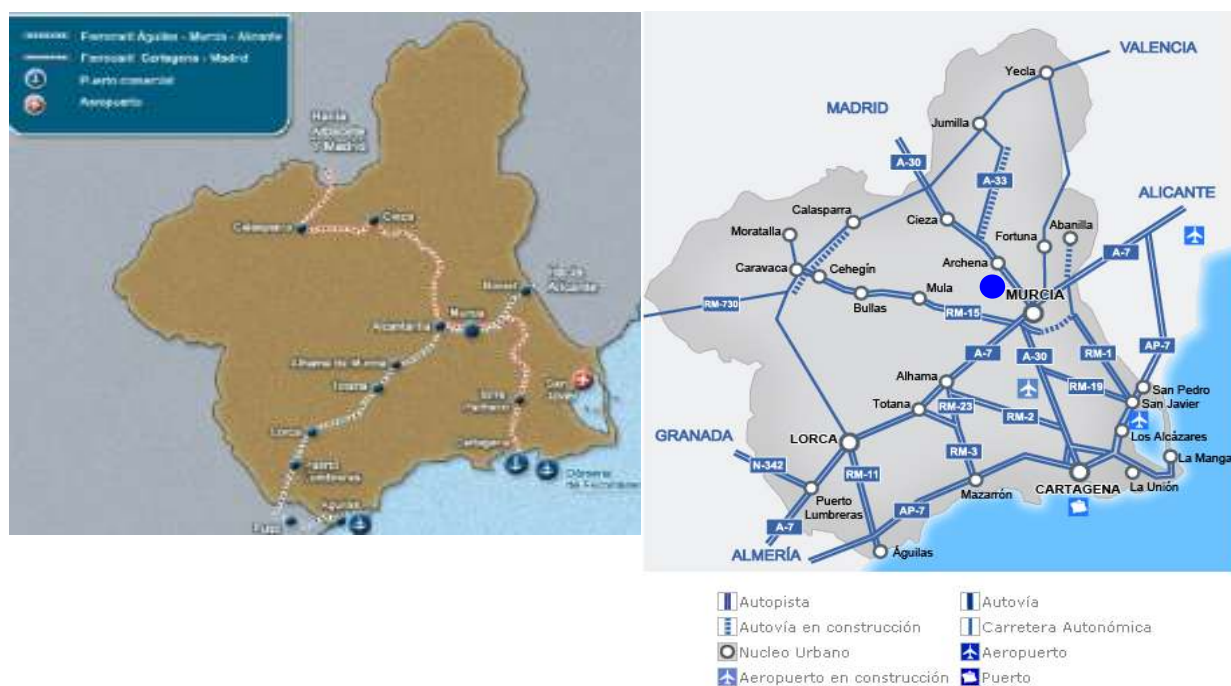 Ferrocarril Águilas - Murcia - Alicante
Ferrocarril Cartagena - Madrid
Puerto comercial
Aeropuerto
Hacia
Albacete
Y Madrid
Calasparra
Cieza
Hacia
Alicante
Murcia
Alcantarilla
Alhama de Murcia
Totana
San
Javier
Torre
Pacheco
Lorca
Cartagena
Puerto
Lumbreras
Dársena
Águilas
VALENCIA
Yecla
MADRID
Jumilla
A-30
A-33
ALICANTE
Calasparra
Cieza
Moratalla
Fortuna
Abanilla
A-7
Archena
Caravaca
Cehegín
Mula
MURCIA
RM-730
Bullas
RM-15
A-7
A-30
RM-1
AP-7
Alhama
RM-19
San Pedro
San Javier
Totana
RM-23
RM-2
Los Alcázares
GRANADA
LORCA
La Manga
N-342
RM-11
RM-3
CARTAGENA
La Unión
Mazarrón
Puerto
Lumbreras
AP-7
A-7
ALMERÍA
Águilas
Autopista
Autovía
Autovía en construcción
Carretera Autonómica
Nucleo Urbano
Aeropuerto
Aeropuerto en construcción
Puerto